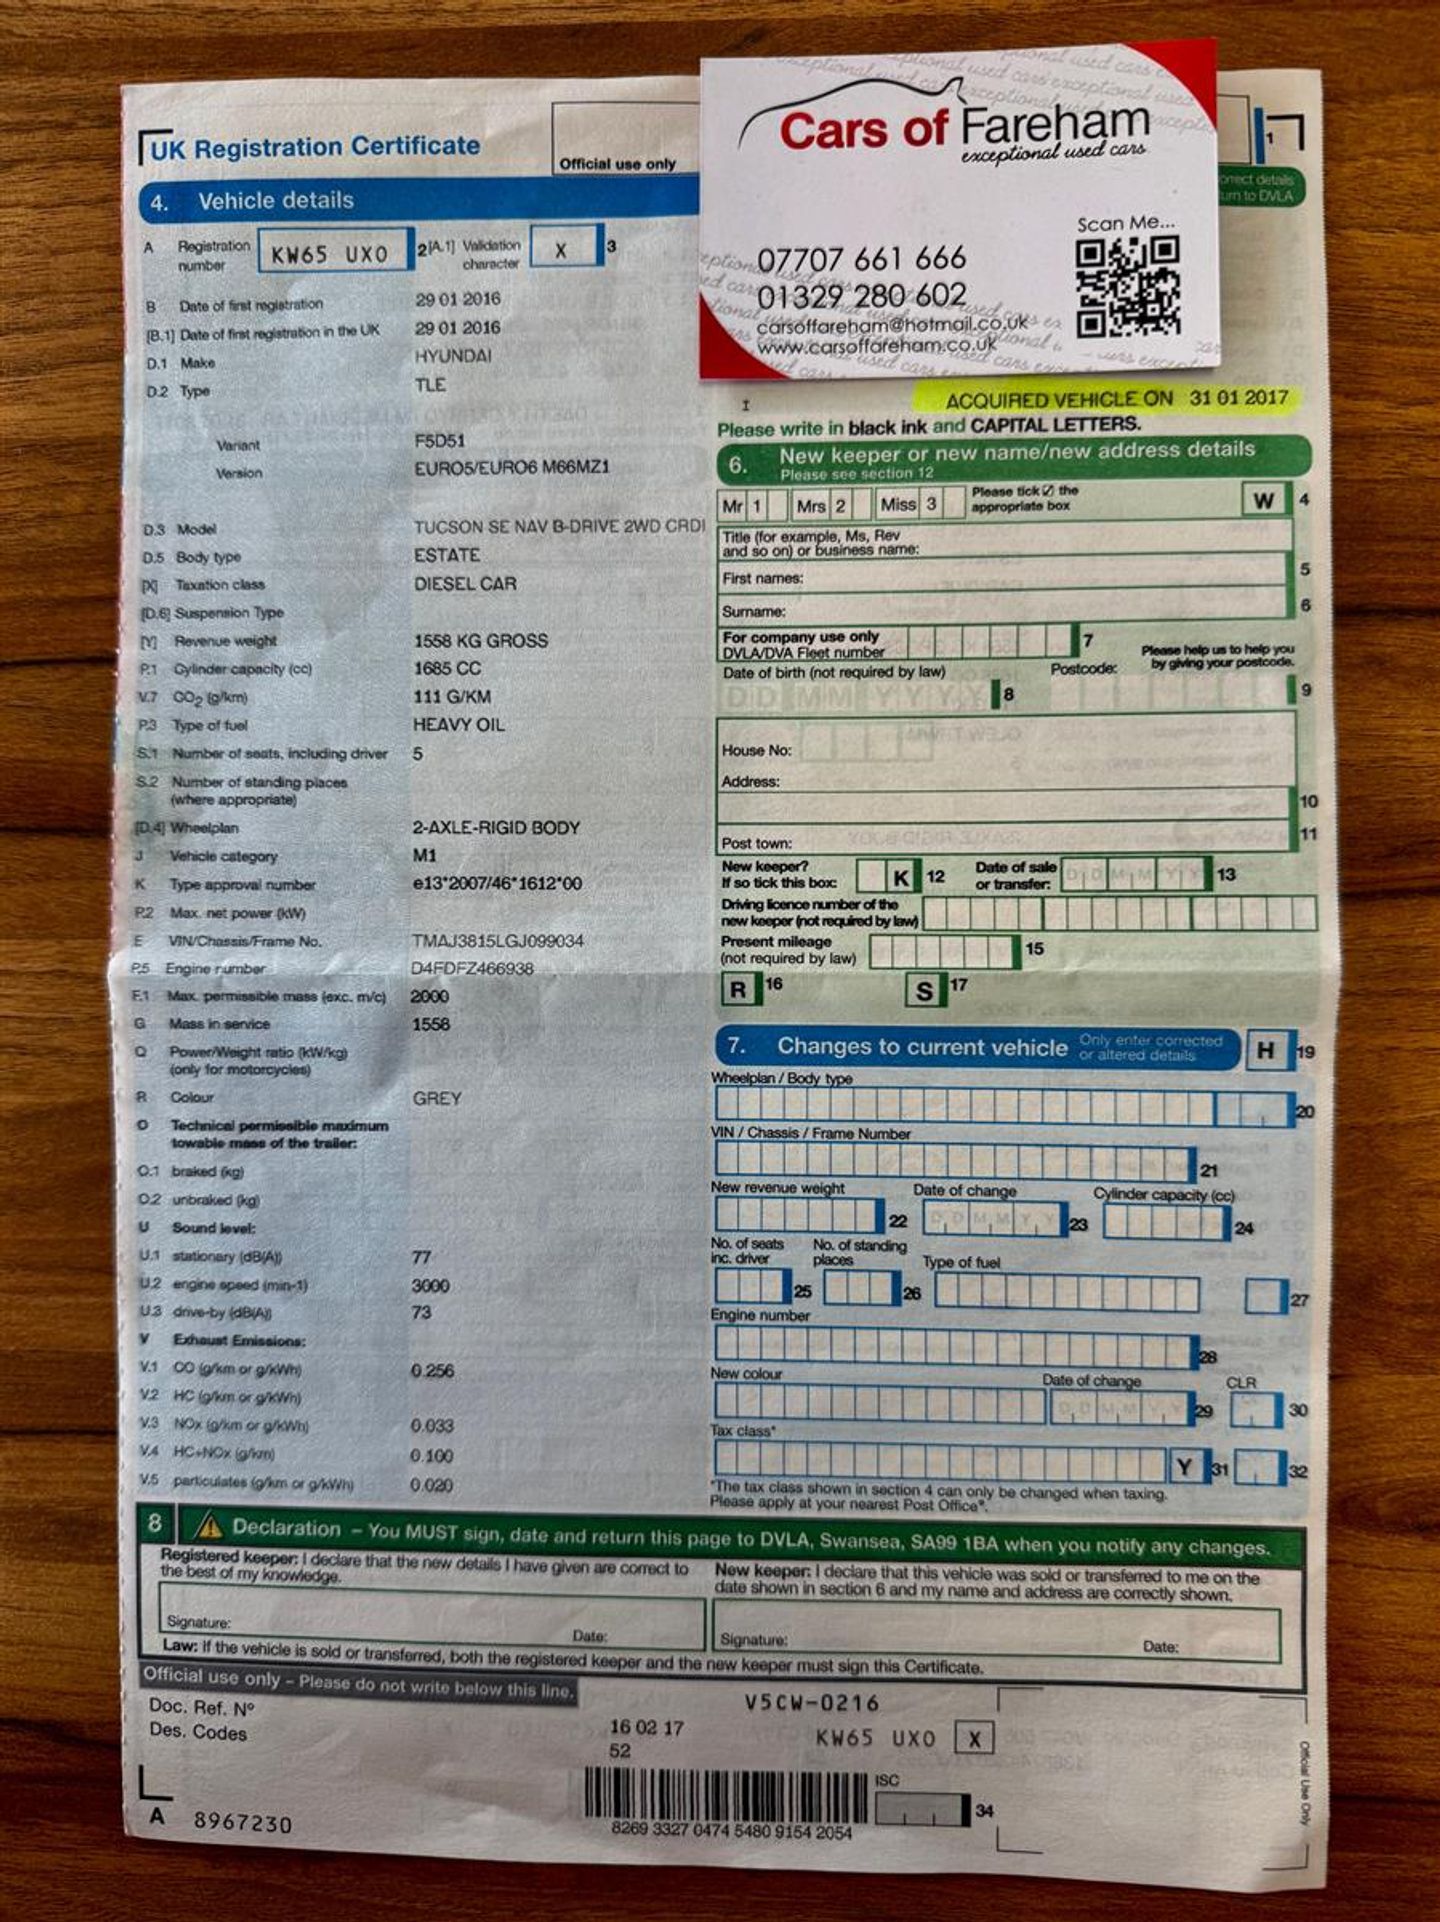 UK Registration Certificate
Official use only
1
orrect details
urn to DVLA
Cars of Fareham
exceptional used cars
Scan Me...
07707 661 666
01329 280 602
carsoffareham@hotmail.co.uk
www.carsoffareham.co.uk
4. Vehicle details
A Registration number KW65 UXO 2 [A.1] Validation character X 3
B Date of first registration 29 01 2016
[B.1] Date of first registration in the UK 29 01 2016
D.1 Make HYUNDAI
D.2 Type TLE
Variant F5D51
Version EURO5/EURO6 M66MZ1
D.3 Model TUCSON SE NAV B-DRIVE 2WD CRDI
D.5 Body type ESTATE
[X] Taxation class DIESEL CAR
[D.6] Suspension Type
[Y] Revenue weight 1558 KG GROSS
P.1 Cylinder capacity (cc) 1685 CC
V.7 CO2 (g/km) 111 G/KM
P.3 Type of fuel HEAVY OIL
S.1 Number of seats, including driver 5
S.2 Number of standing places
(where appropriate)
[D.4] Wheelplan 2-AXLE-RIGID BODY
J Vehicle category M1
K Type approval number e13*2007/46*1612*00
P.2 Max. net power (kW)
E VIN/Chassis/Frame No. TMAJ3815LGJ099034
P.5 Engine number D4FDFZ466938
F.1 Max. permissible mass (exc. m/c) 2000
G Mass in service 1558
Q Power/Weight ratio (kW/kg)
(only for motorcycles)
R Colour GREY
O Technical permissible maximum
towable mass of the trailer:
O.1 braked (kg)
O.2 unbraked (kg)
U Sound level:
U.1 stationary (dB(A)) 77
U.2 engine speed (min-1) 3000
U.3 drive-by (dB(A)) 73
V Exhaust Emissions:
V.1 CO (g/km or g/kWh) 0.256
V.2 HC (g/km or g/kWh)
V.3 NOx (g/km or g/kWh) 0.033
V.4 HC+NOx (g/km) 0.100
V.5 particulates (g/km or g/kWh) 0.020
I ACQUIRED VEHICLE ON 31 01 2017
Please write in black ink and CAPITAL LETTERS.
6. New keeper or new name/new address details
Please see section 12
Mr 1 Mrs 2 Miss 3 Please tick ☑ the appropriate box W 4
Title (for example, Ms, Rev
and so on) or business name:
First names: 5
Surname: 6
For company use only
DVLA/DVA Fleet number 7
Please help us to help you
by giving your postcode.
Date of birth (not required by law) Postcode:
D D M M Y Y Y Y 8 9
House No:
Address: 10
Post town: 11
New keeper?
If so tick this box: K 12 Date of sale or transfer: D D M M Y Y 13
Driving licence number of the
new keeper (not required by law)
Present mileage
(not required by law) 15
R 16 S 17
7. Changes to current vehicle Only enter corrected or altered details H 19
Wheelplan / Body type
20
VIN / Chassis / Frame Number
21
New revenue weight Date of change Cylinder capacity (cc)
22 D D M M Y Y 23 24
No. of seats inc. driver No. of standing places Type of fuel
25 26 27
Engine number
28
New colour Date of change CLR
D D M M Y Y 29 30
Tax class*
Y 31 32
*The tax class shown in section 4 can only be changed when taxing.
Please apply at your nearest Post Office®.
8 Declaration – You MUST sign, date and return this page to DVLA, Swansea, SA99 1BA when you notify any changes.
Registered keeper: I declare that the new details I have given are correct to
the best of my knowledge.
Signature: Date:
New keeper: I declare that this vehicle was sold or transferred to me on the
date shown in section 6 and my name and address are correctly shown.
Signature: Date:
Law: If the vehicle is sold or transferred, both the registered keeper and the new keeper must sign this Certificate.
Official use only – Please do not write below this line.
Doc. Ref. Nº
Des. Codes
16 02 17
52
V5CW-0216
KW65 UXO X
A 8967230
8269 3327 0474 5480 9154 2054
ISC
34
Official Use Only